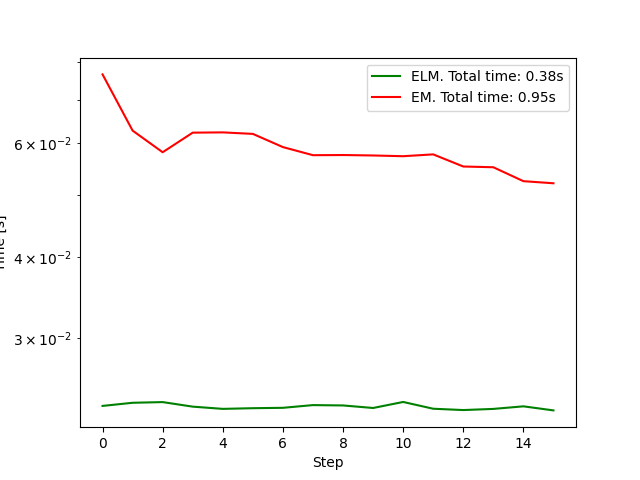 ELM. Total time: 0.38s
EM. Total time: 0.95s
6 × 10⁻²
4 × 10⁻²
3 × 10⁻²
0 2 4 6 8 10 12 14
Step